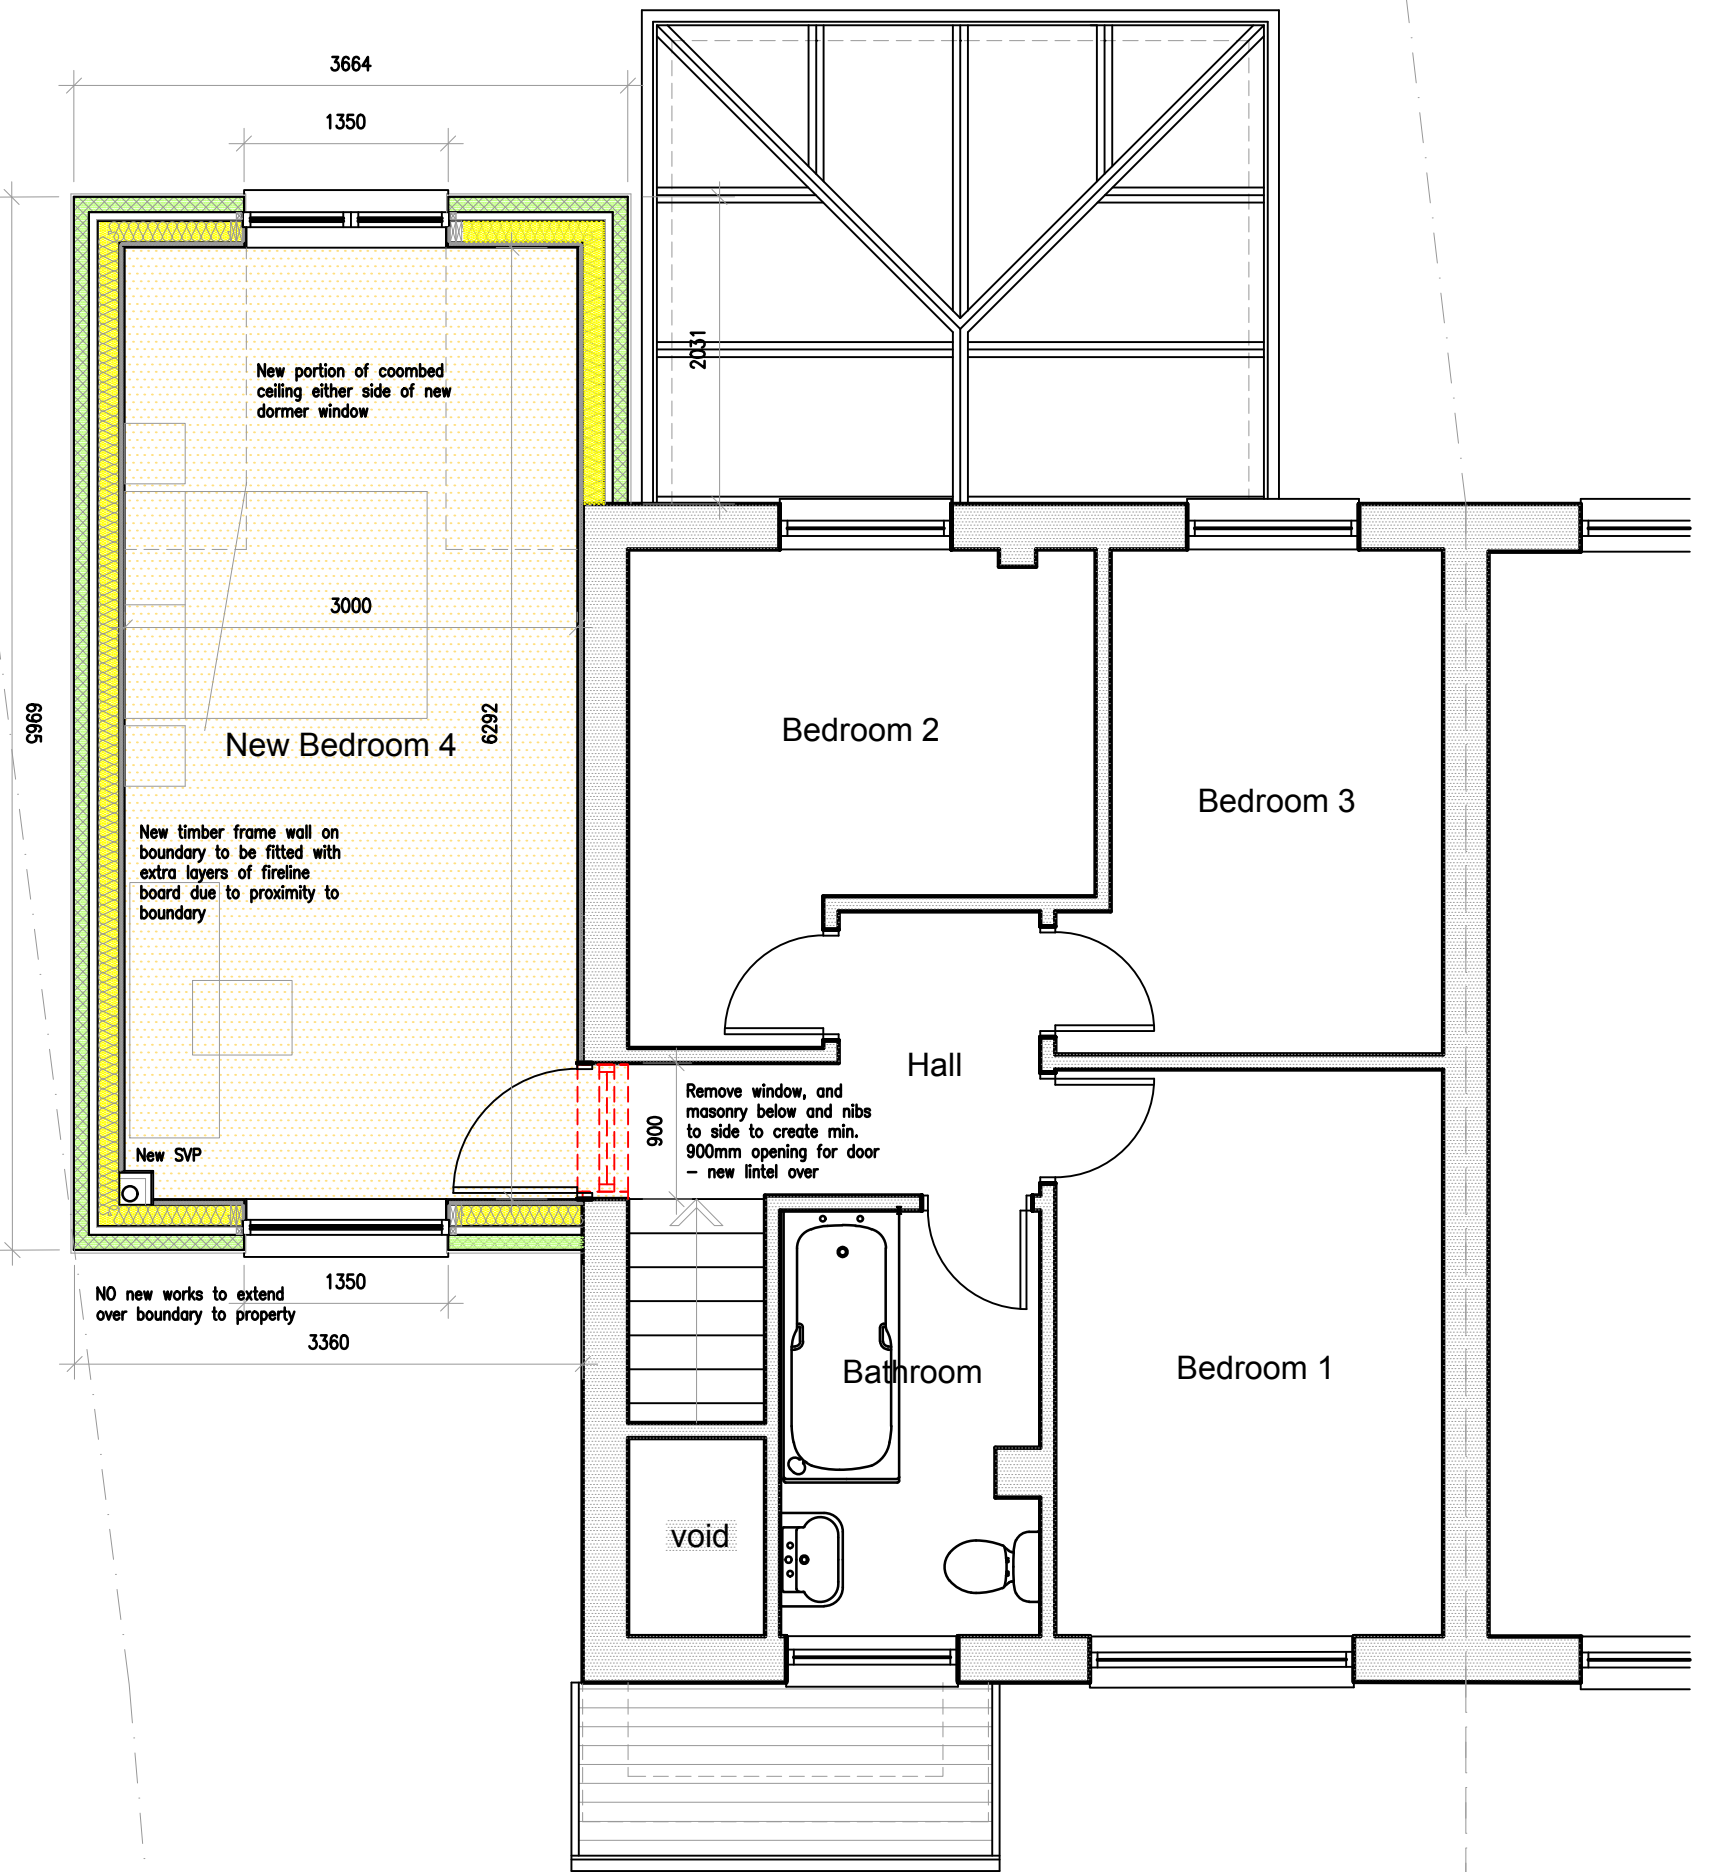 3664
1350
2031
New portion of coombed
ceiling either side of new
dormer window
3000
6965
6292
New Bedroom 4
Bedroom 2
Bedroom 3
New timber frame wall on
boundary to be fitted with
extra layers of fireline
board due to proximity to
boundary
Hall
900
Remove window, and
masonry below and nibs
to side to create min.
900mm opening for door
– new lintel over
New SVP
NO new works to extend
over boundary to property
1350
3360
Bathroom
Bedroom 1
void